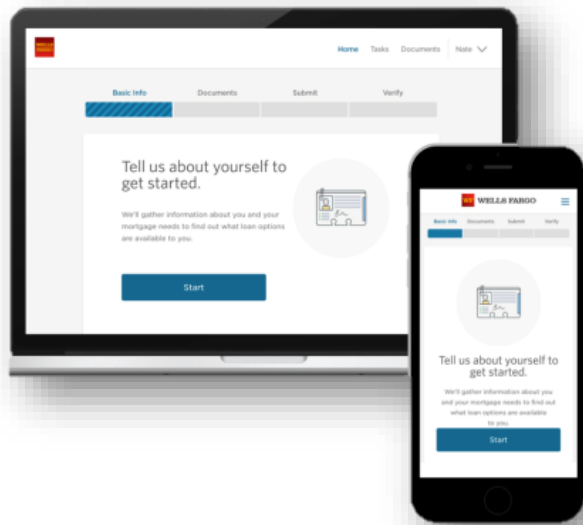 WELLS
FARGO
Home Tasks Documents Nate
Basic Info Documents Submit Verify
Tell us about yourself to
get started.
We'll gather information about you and your
mortgage needs to find out what loan options
are available to you.
Start
WF WELLS FARGO
Basic Info Documents Submit Verify
Tell us about yourself to
get started.
We'll gather information about you
and your mortgage needs to find out
what loan options are available
to you.
Start